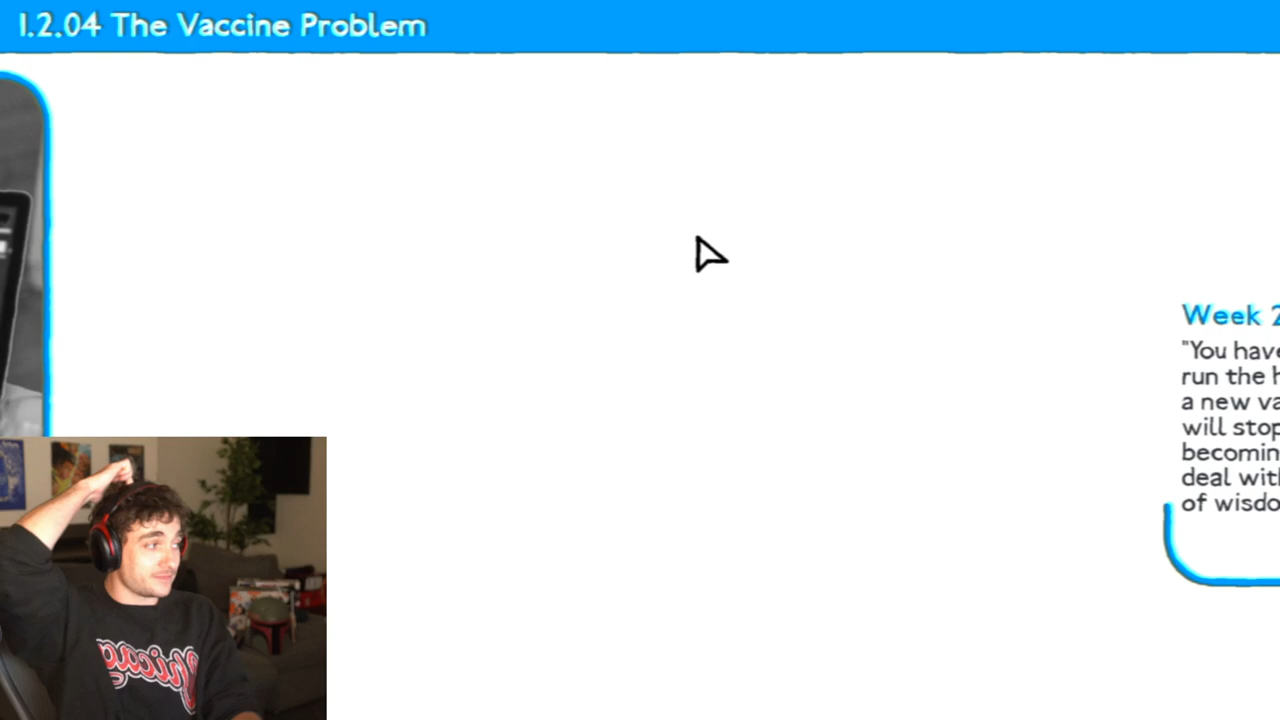 1.2.04 The Vaccine Problem
Week 2
"You have
run the h
a new va
will stop
becomin
deal with
of wisdo
Chicago